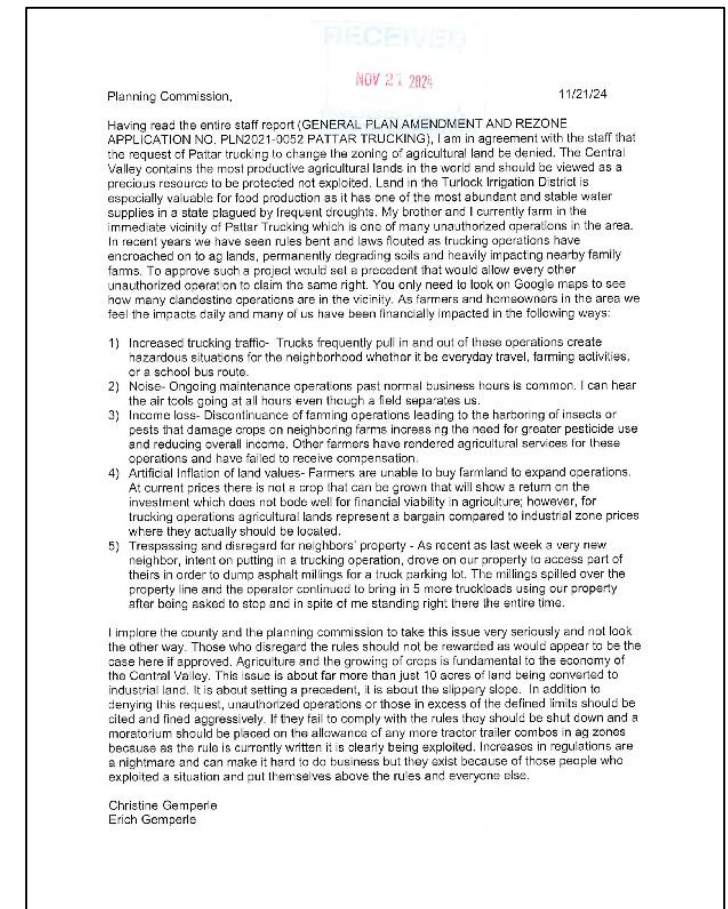 RECEIVED
NOV 21 2024
Planning Commission, 11/21/24
Having read the entire staff report (GENERAL PLAN AMENDMENT AND REZONE
APPLICATION NO. PLN2021-0052 PATTAR TRUCKING), I am in agreement with the staff that
the request of Pattar trucking to change the zoning of agricultural land be denied. The Central
Valley contains the most productive agricultural lands in the world and should be viewed as a
precious resource to be protected not exploited. Land in the Turlock Irrigation District is
especially valuable for food production as it has one of the most abundant and stable water
supplies in a state plagued by frequent droughts. My brother and I currently farm in the
immediate vicinity of Pattar Trucking which is one of many unauthorized operations in the area.
In recent years we have seen rules bent and laws flouted as trucking operations have
encroached on to ag lands, permanently degrading soils and heavily impacting nearby family
farms. To approve such a project would set a precedent that would allow every other
unauthorized operation to claim the same right. You only need to look on Google maps to see
how many clandestine operations are in the vicinity. As farmers and homeowners in the area we
feel the impacts daily and many of us have been financially impacted in the following ways:
1) Increased trucking traffic- Trucks frequently pull in and out of these operations create
hazardous situations for the neighborhood whether it be everyday travel, farming activities,
or a school bus route.
2) Noise- Ongoing maintenance operations past normal business hours is common. I can hear
the air tools going at all hours even though a field separates us.
3) Income loss- Discontinuance of farming operations leading to the harboring of insects or
pests that damage crops on neighboring farms increasing the need for greater pesticide use
and reducing overall income. Other farmers have rendered agricultural services for these
operations and have failed to receive compensation.
4) Artificial Inflation of land values- Farmers are unable to buy farmland to expand operations.
At current prices there is not a crop that can be grown that will show a return on the
investment which does not bode well for financial viability in agriculture; however, for
trucking operations agricultural lands represent a bargain compared to industrial zone prices
where they actually should be located.
5) Trespassing and disregard for neighbors' property - As recent as last week a very new
neighbor, intent on putting in a trucking operation, drove on our property to access part of
theirs in order to dump asphalt millings for a truck parking lot. The millings spilled over the
property line and the operator continued to bring in 5 more truckloads using our property
after being asked to stop and in spite of me standing right there the entire time.
I implore the county and the planning commission to take this issue very seriously and not look
the other way. Those who disregard the rules should not be rewarded as would appear to be the
case here if approved. Agriculture and the growing of crops is fundamental to the economy of
the Central Valley. This issue is about far more than just 10 acres of land being converted to
industrial land. It is about setting a precedent, it is about the slippery slope. In addition to
denying this request, unauthorized operations or those in excess of the defined limits should be
cited and fined aggressively. If they fail to comply with the rules they should be shut down and a
moratorium should be placed on the allowance of any more tractor trailer combos in ag zones
because as the rule is currently written it is clearly being exploited. Increases in regulations are
a nightmare and can make it hard to do business but they exist because of those people who
exploited a situation and put themselves above the rules and everyone else.
Christine Gemperle
Erich Gemperle